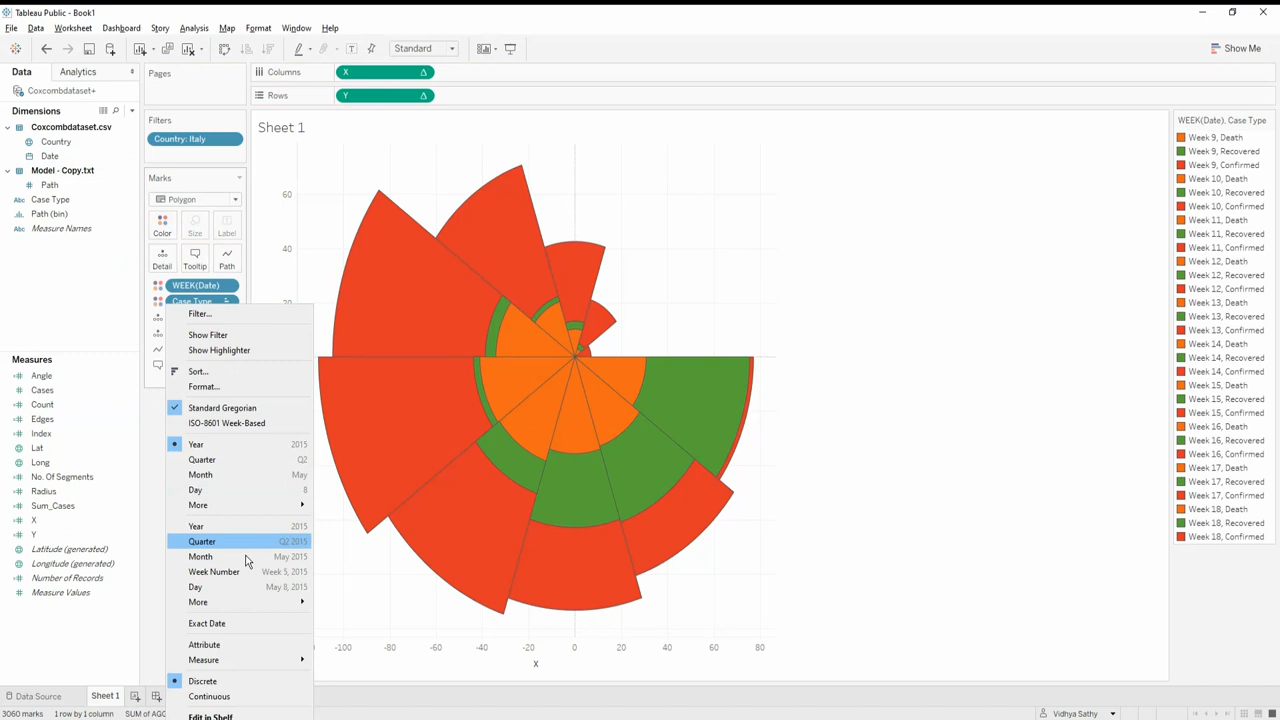 Tableau Public - Book1
File Data Worksheet Dashboard Story Analysis Map Format Window Help
Standard
Show Me
Data Analytics
Pages
Columns X
Rows Y
Coxcombdataset+
Dimensions
Coxcombdataset.csv
Country
Date
Model - Copy.txt
Path
Abc Case Type
Path (bin)
Abc Measure Names
Filters
Country: Italy
Marks
Polygon
Color Size Label
Detail Tooltip Path
WEEK(Date)
Case Type
Filter...
Show Filter
Show Highlighter
Sort...
Format...
Standard Gregorian
ISO-8601 Week-Based
Year 2015
Quarter Q2
Month May
Day 8
More
Year 2015
Quarter Q2 2015
Month May 2015
Week Number Week 5, 2015
Day May 8, 2015
More
Exact Date
Attribute
Measure
Discrete
Continuous
Edit in Shelf
Measures
Angle
Cases
Count
Edges
Index
Lat
Long
No. Of Segments
Radius
Sum_Cases
X
Y
Latitude (generated)
Longitude (generated)
Number of Records
Measure Values
Sheet 1
60
40
-100 -80 -60 -40 -20 0 20 40 60 80
X
WEEK(Date), Case Type
Week 9, Death
Week 9, Recovered
Week 9, Confirmed
Week 10, Death
Week 10, Recovered
Week 10, Confirmed
Week 11, Death
Week 11, Recovered
Week 11, Confirmed
Week 12, Death
Week 12, Recovered
Week 12, Confirmed
Week 13, Death
Week 13, Recovered
Week 13, Confirmed
Week 14, Death
Week 14, Recovered
Week 14, Confirmed
Week 15, Death
Week 15, Recovered
Week 15, Confirmed
Week 16, Death
Week 16, Recovered
Week 16, Confirmed
Week 17, Death
Week 17, Recovered
Week 17, Confirmed
Week 18, Death
Week 18, Recovered
Week 18, Confirmed
Data Source Sheet 1
3060 marks 1 row by 1 column SUM of AGG
Vidhya Sathy